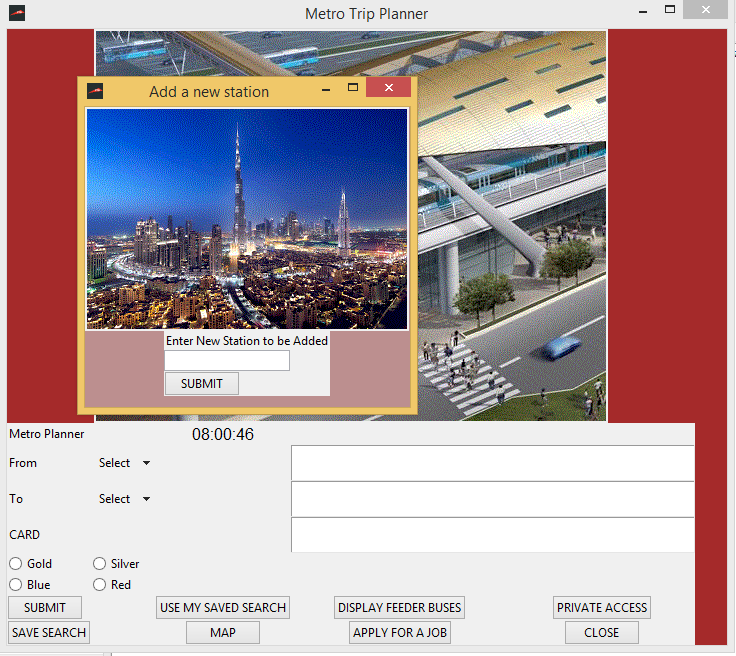 Metro Trip Planner
Add a new station
Enter New Station to be Added
SUBMIT
Metro Planner 08:00:46
From Select
To Select
CARD
Gold Silver
Blue Red
SUBMIT USE MY SAVED SEARCH DISPLAY FEEDER BUSES PRIVATE ACCESS
SAVE SEARCH MAP APPLY FOR A JOB CLOSE